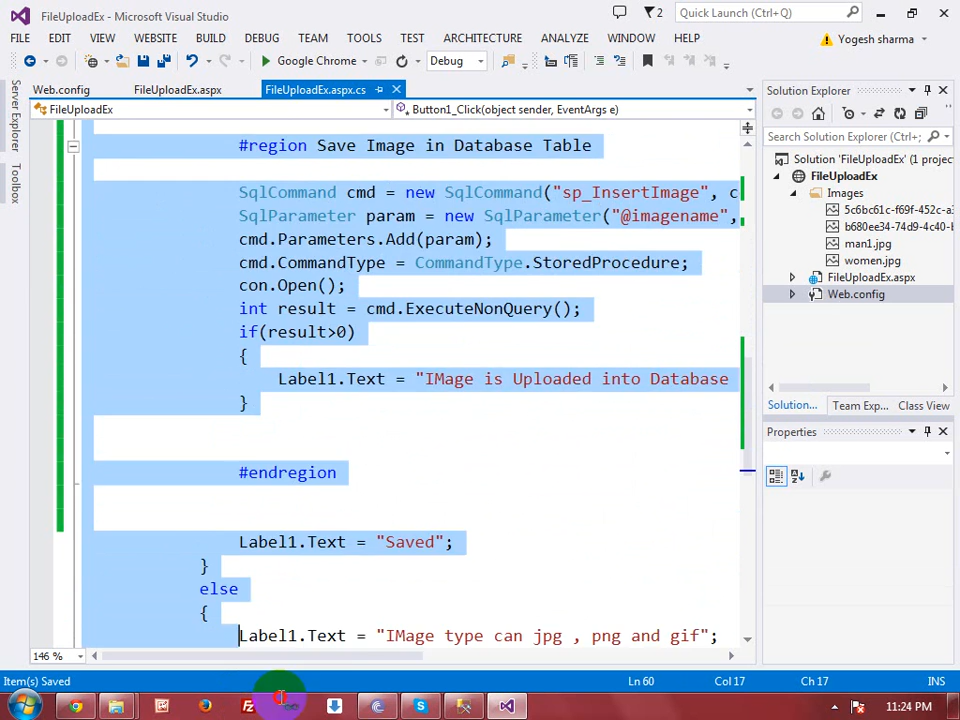 FileUploadEx - Microsoft Visual Studio
2
Quick Launch (Ctrl+Q)
FILE EDIT VIEW WEBSITE BUILD DEBUG TEAM TOOLS TEST ARCHITECTURE ANALYZE WINDOW HELP
Yogesh sharma
Google Chrome
Debug
Server Explorer
Toolbox
Web.config FileUploadEx.aspx FileUploadEx.aspx.cs
FileUploadEx
Button1_Click(object sender, EventArgs e)
#region Save Image in Database Table
SqlCommand cmd = new SqlCommand("sp_InsertImage", c
SqlParameter param = new SqlParameter("@imagename",
cmd.Parameters.Add(param);
cmd.CommandType = CommandType.StoredProcedure;
con.Open();
int result = cmd.ExecuteNonQuery();
if(result>0)
{
Label1.Text = "IMage is Uploaded into Database
}
#endregion
Label1.Text = "Saved";
}
else
{
Label1.Text = "IMage type can jpg , png and gif";
146 %
Solution Explorer
Search Solution Explorer (Ctrl+;
Solution 'FileUploadEx' (1 projec
FileUploadEx
Images
5c6bc61c-f69f-452c-a3
b680ee34-74d9-4c40-b
man1.jpg
women.jpg
FileUploadEx.aspx
Web.config
Solution... Team Exp... Class View
Properties
Item(s) Saved
Ln 60
Col 17
Ch 17
INS
11:24 PM